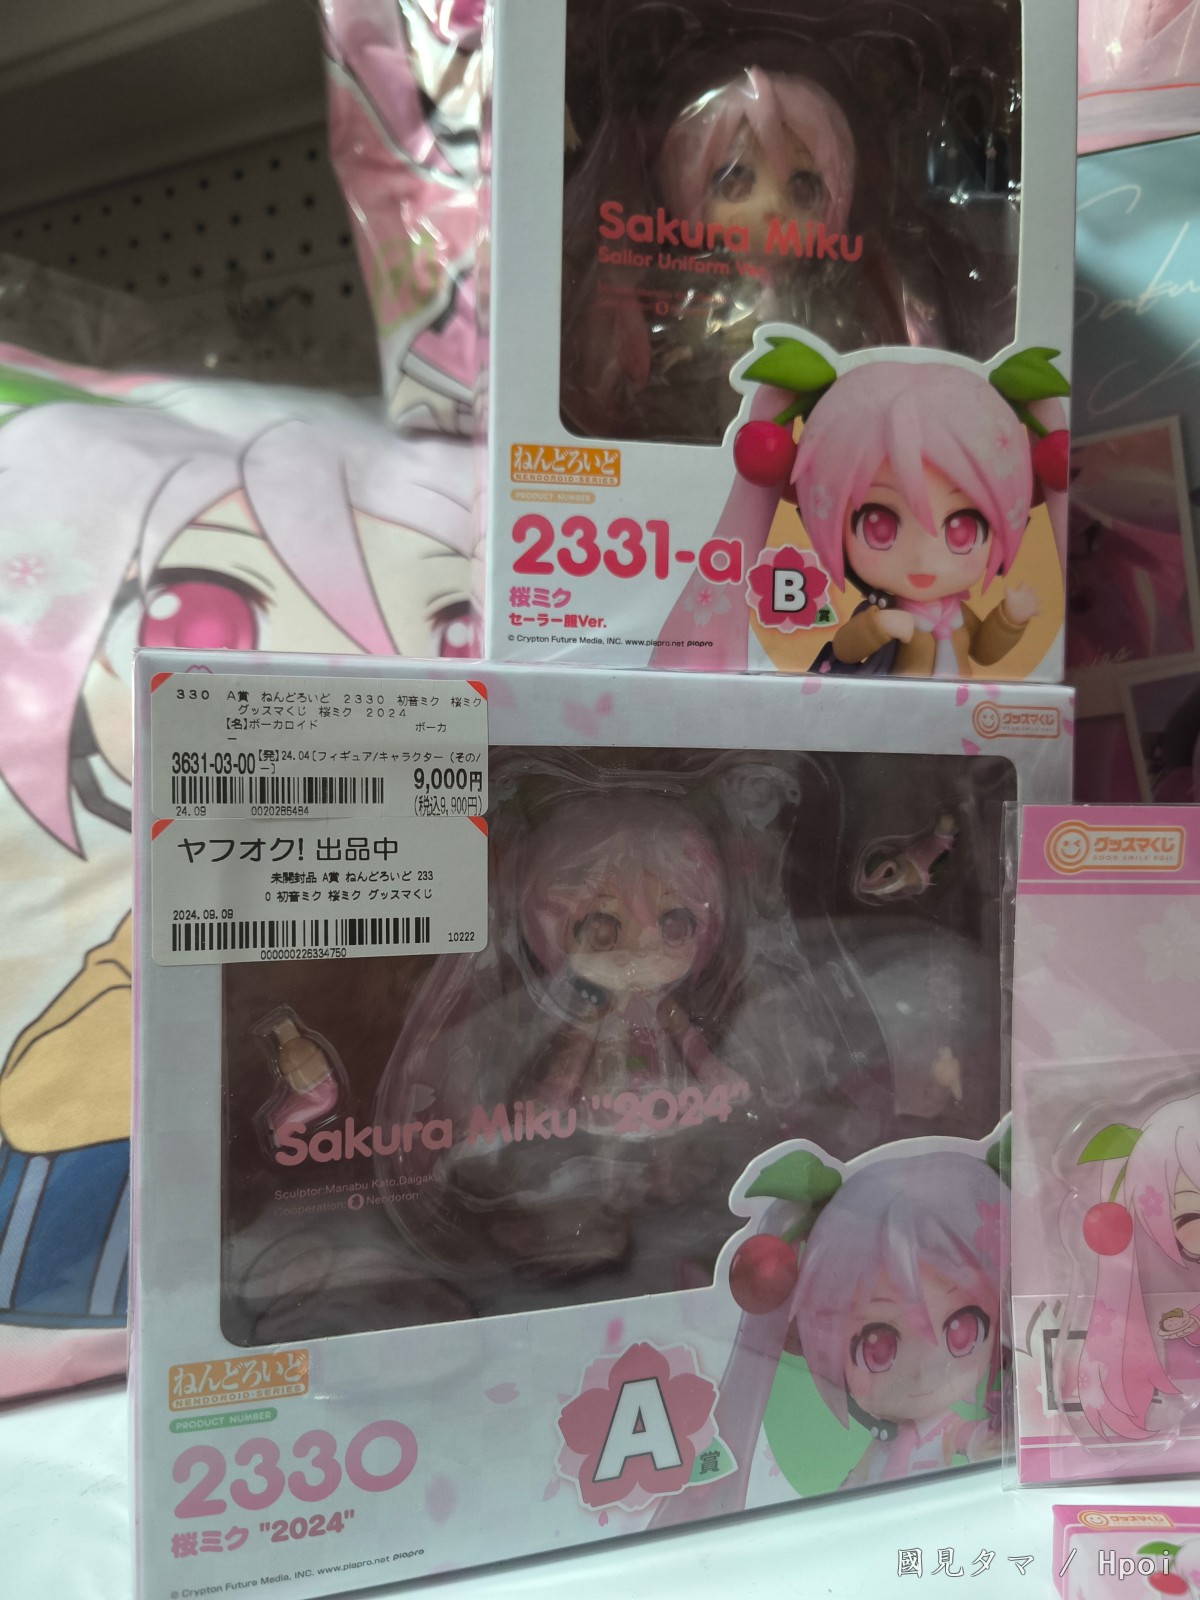 Sakura Miku
Sailor Uniform Ver.
ねんどろいど
NENDOROID·SERIES
PRODUCT NUMBER
2331-a
桜ミク
セーラー服Ver.
© Crypton Future Media, INC. www.piapro.net piapro
B
賞
330 A賞 ねんどろいど 2330 初音ミク 桜ミク
グッスマくじ 桜ミク 2024
【名】ボーカロイド ボーカ
3631-03-00 【発】24.04[フィギュア/キャラクター (その/
ー]
9,000円
(税込9,900円)
24.09 0020286484
ヤフオク! 出品中
未開封品 A賞 ねんどろいど 233
0 初音ミク 桜ミク グッスマくじ
2024.09.09
10222
000000226334750
グッスマくじ
Sakura Miku "2024"
Sculptor:Manabu Kato,Daigaku
Cooperation: Nendoron
ねんどろいど
NENDOROID·SERIES
PRODUCT NUMBER
2330
桜ミク "2024"
© Crypton Future Media, INC. www.piapro.net piapro
A
賞
グッスマくじ
GOOD SMILE KUJI
グッスマくじ
國見タマ / Hpoi